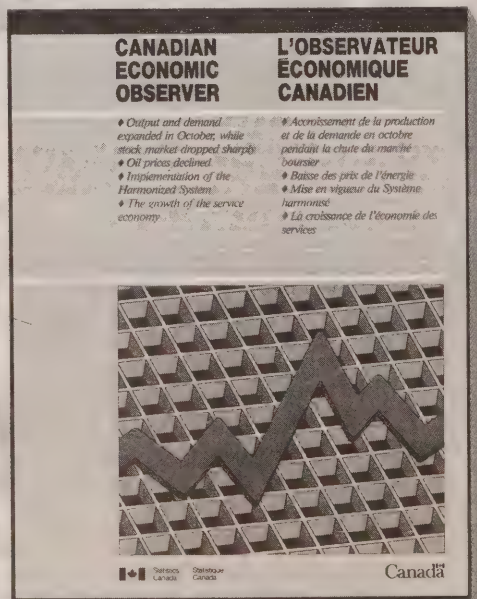 CANADIAN
ECONOMIC
OBSERVER
♦ Output and demand
expanded in October, while
stock market dropped sharply
♦ Oil prices declined
♦ Implementation of the
Harmonized System
♦ The growth of the service
economy
L'OBSERVATEUR
ÉCONOMIQUE
CANADIEN
♦ Accroissement de la production
et de la demande en octobre
pendant la chute du marché
boursier
♦ Baisse des prix de l'énergie
♦ Mise en vigueur du Système
harmonisé
♦ La croissance de l'économie des
services
Statistics
Canada
Statistique
Canada
Canada